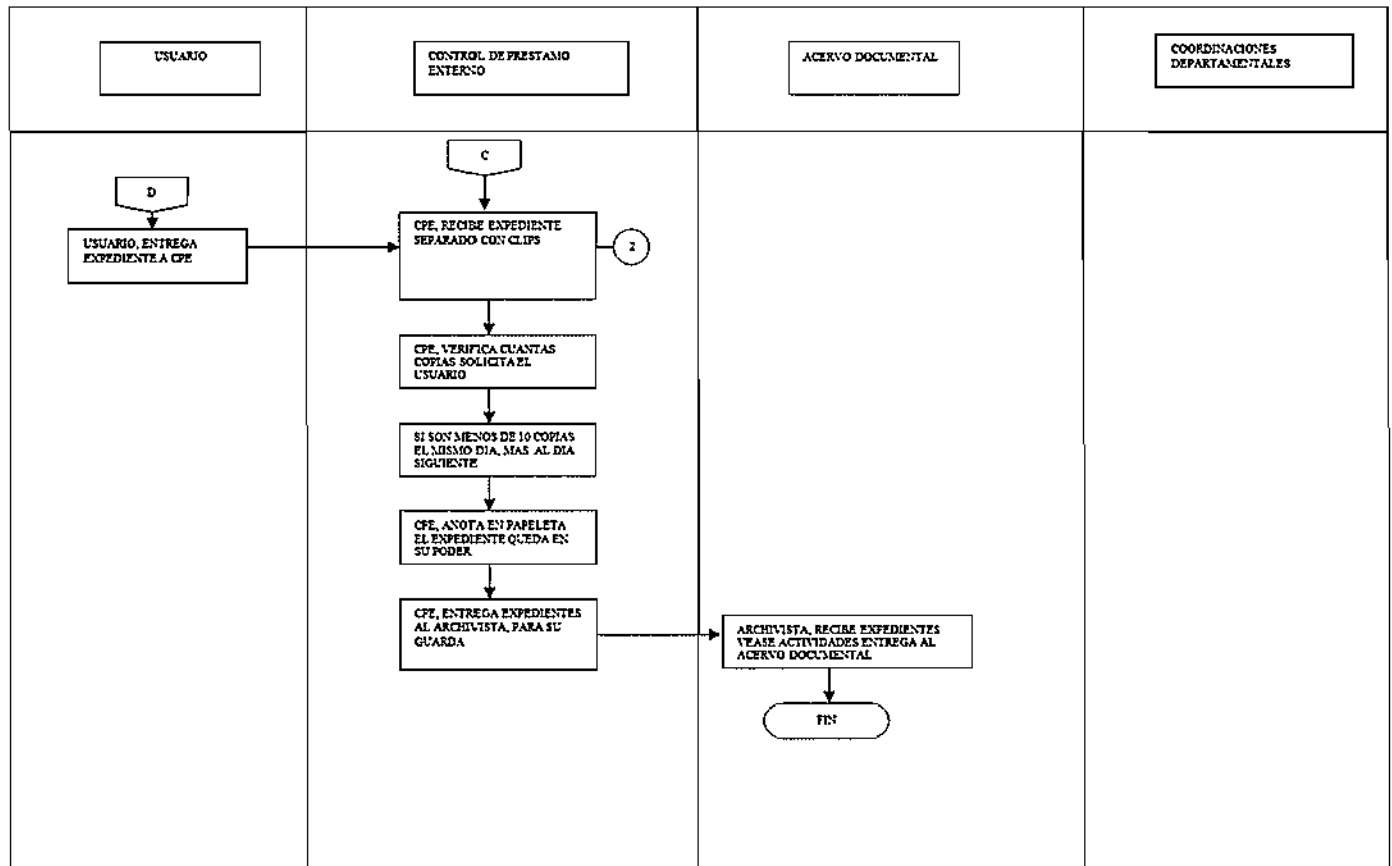 USUARIO
CONTROL DE PRESTAMO
EXTERNO
ACERVO DOCUMENTAL
COORDINACIONES
DEPARTAMENTALES
C
D
CPE, RECIBE EXPEDIENTE
SEPARADO CON CLIPS
2
USUARIO, ENTREGA
EXPEDIENTE A CPE
CPE, VERIFICA CUANTAS
COPIAS SOLICITA EL
USUARIO
SI SON MENOS DE 10 COPIAS
EL MISMO DIA, MAS AL DIA
SIGUIENTE
CPE, ANOTA EN PAPELETA
EL EXPEDIENTE QUEDA EN
SU PODER
CPE, ENTREGA EXPEDIENTES
AL ARCHIVISTA, PARA SU
GUARDA
ARCHIVISTA, RECIBE EXPEDIENTES
VEASE ACTIVIDADES ENTREGA AL
ACERVO DOCUMENTAL
FIN